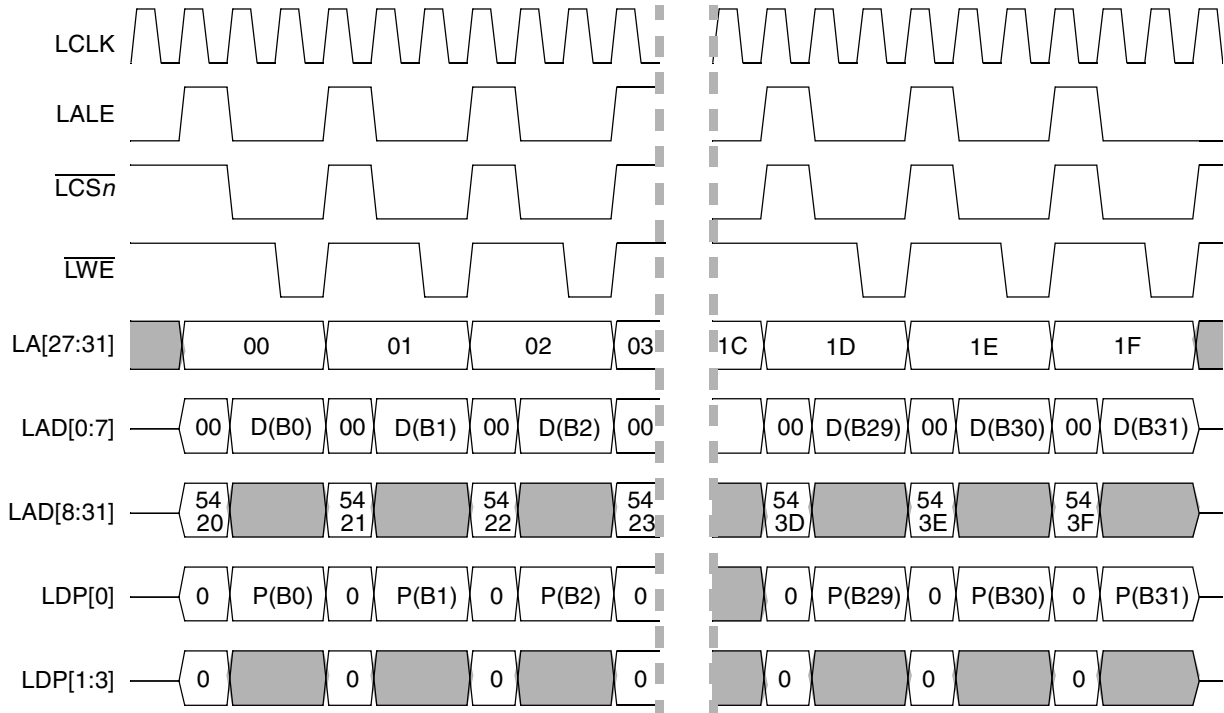 LCLK
LALE
LCSn
LWE
LA[27:31] 00 01 02 03 1C 1D 1E 1F
LAD[0:7] 00 D(B0) 00 D(B1) 00 D(B2) 00 00 D(B29) 00 D(B30) 00 D(B31)
LAD[8:31] 54 54 54 54 54 54 54
20 21 22 23 3D 3E 3F
LDP[0] 0 P(B0) 0 P(B1) 0 P(B2) 0 0 P(B29) 0 P(B30) 0 P(B31)
LDP[1:3] 0 0 0 0 0 0 0